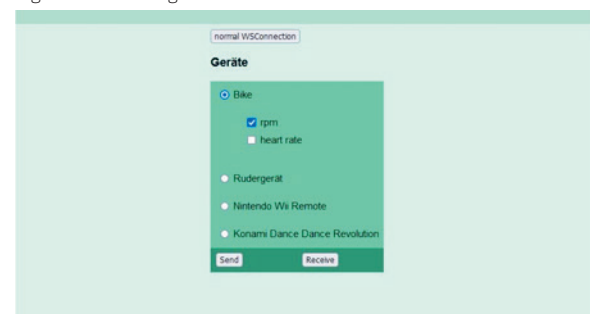 normal WSConnection
Geräte
Bike
rpm
heart rate
Rudergerät
Nintendo Wii Remote
Konami Dance Dance Revolution
Send Receive